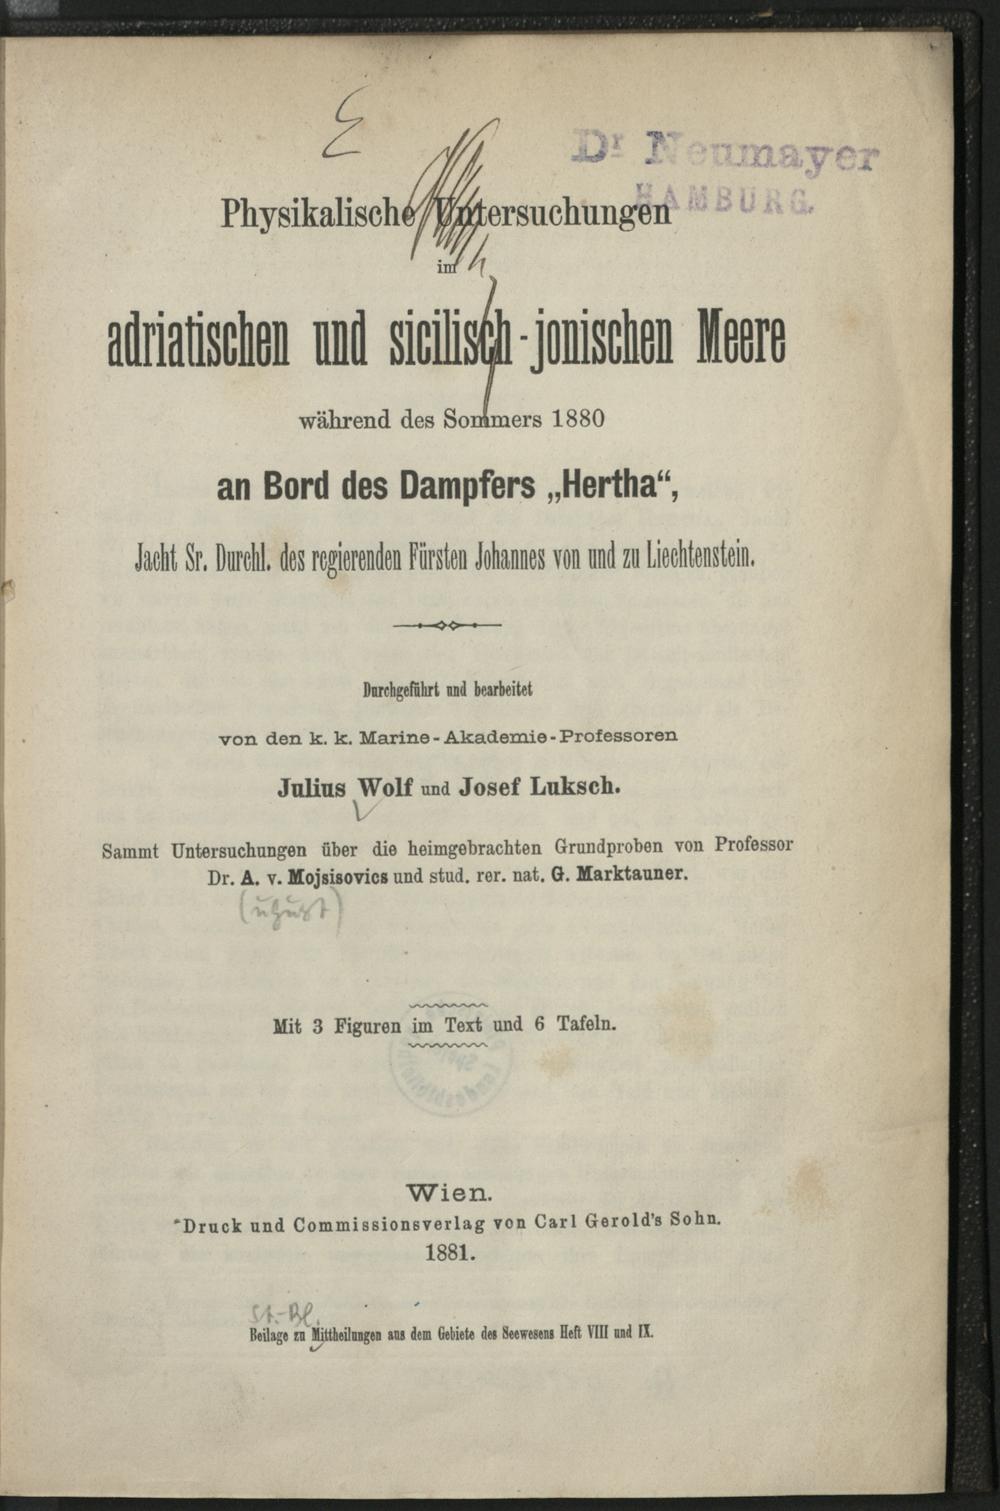 Dr Neumayer
HAMBURG.
Physikalische Untersuchungen
im
adriatischen und sicilisch-jonischen Meere
während des Sommers 1880
an Bord des Dampfers „Hertha“,
Jacht Sr. Durchl. des regierenden Fürsten Johannes von und zu Liechtenstein.
Durchgeführt und bearbeitet
von den k. k. Marine-Akademie-Professoren
Julius Wolf und Josef Luksch.
Sammt Untersuchungen über die heimgebrachten Grundproben von Professor
Dr. A. v. Mojsisovics und stud. rer. nat. G. Marktauner.
Mit 3 Figuren im Text und 6 Tafeln.
Wien.
Druck und Commissionsverlag von Carl Gerold's Sohn.
1881.
St.-Bl.
Beilage zu Mittheilungen aus dem Gebiete des Seewesens Heft VIII und IX.